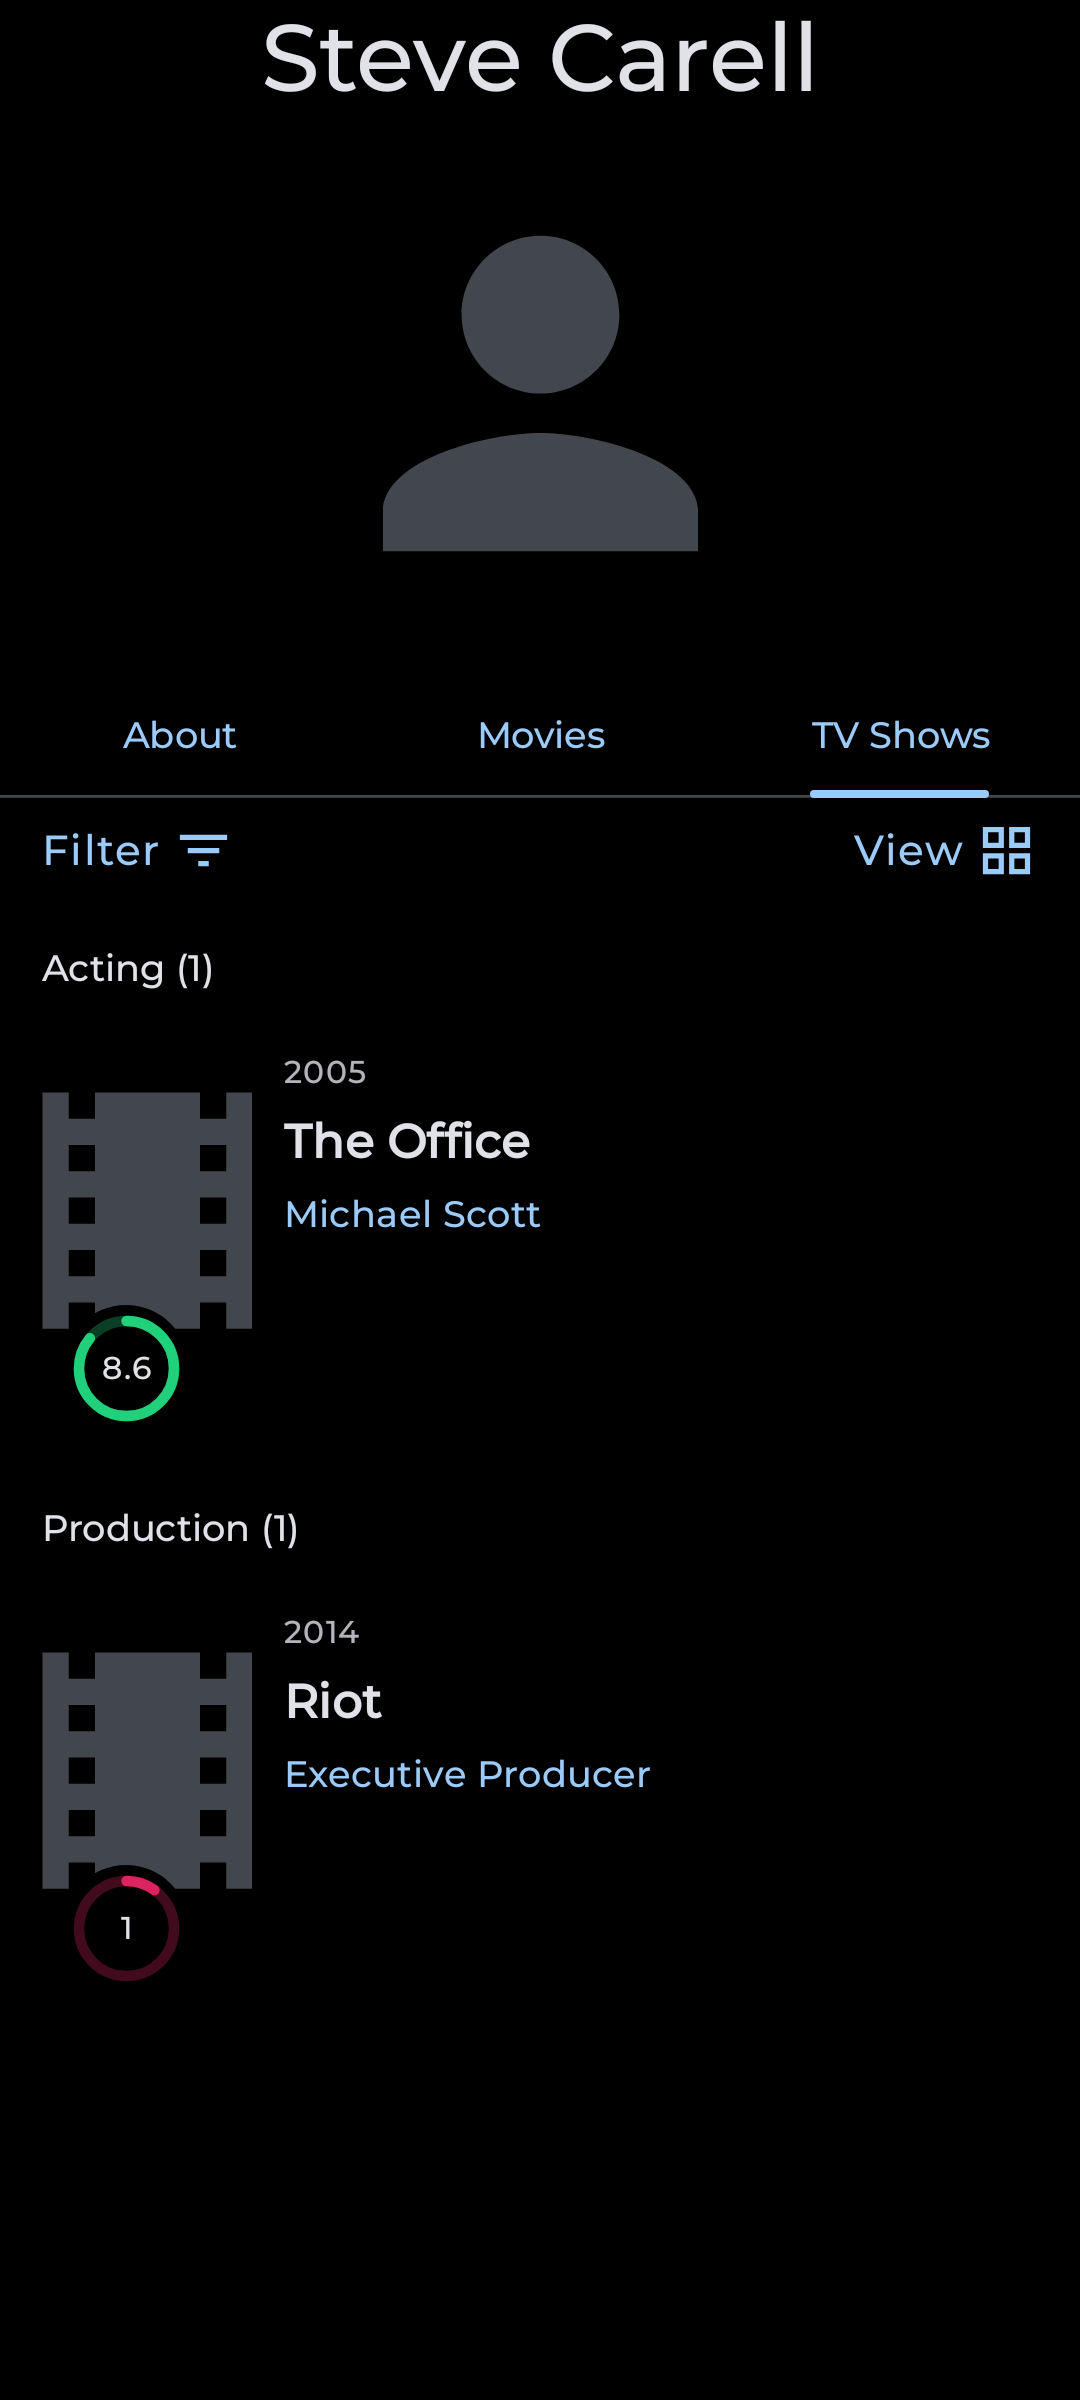 Steve Carell
About Movies TV Shows
Filter View
Acting (1)
2005
The Office
Michael Scott
8.6
Production (1)
2014
Riot
Executive Producer
1